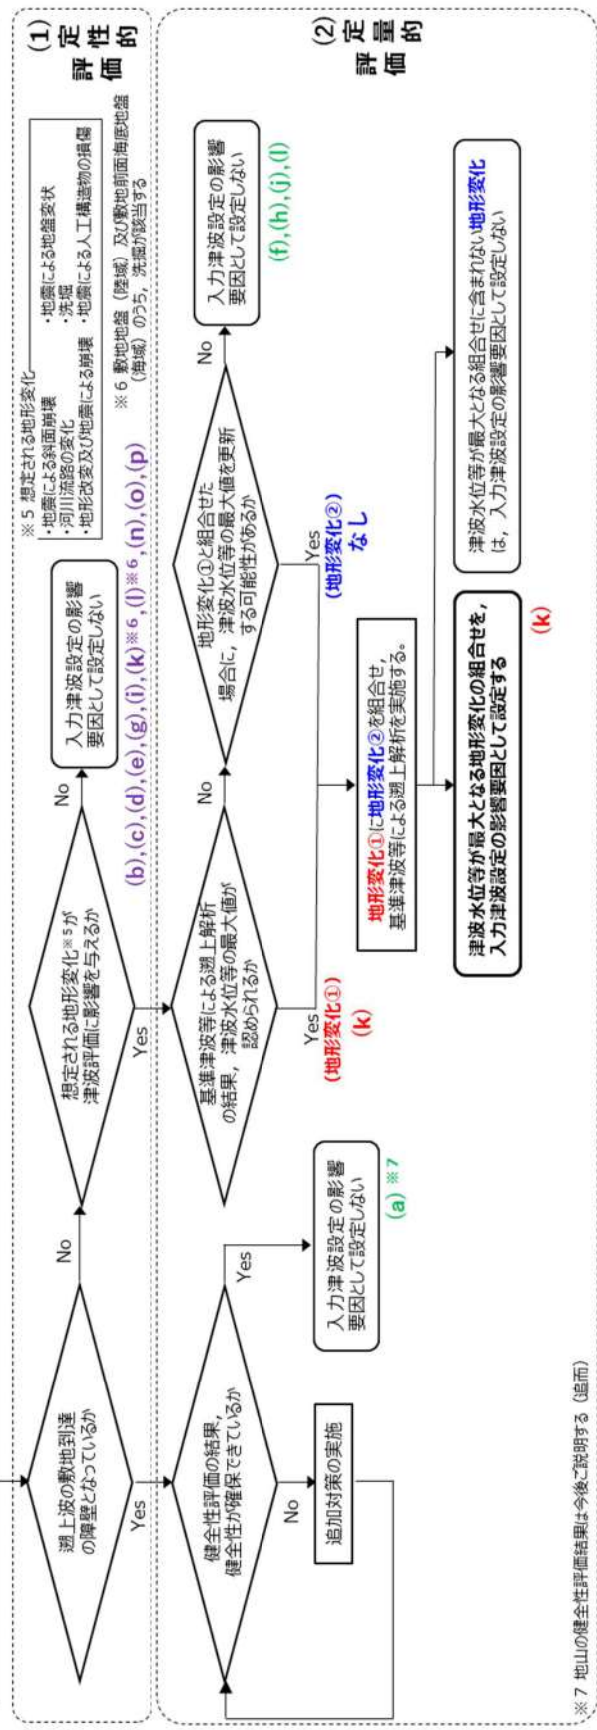 (1)
定
性
的
評
価
遡上波の敷地到達
の障壁となっているか
No
Yes
想定される地形変化※5が
津波評価に影響を与えるか
No
Yes
入力津波設定の影響
要因として設定しない
(b),(c),(d),(e),(g),(i),(k)※6,(l)※6,(n),(o),(p)
※5 想定される地形変化
・地震による斜面崩壊
・地震による地盤変状
・河川流路の変化
・洗掘
・地形改変及び地震による崩壊
・地震による人工構造物の損傷
※6 敷地地盤（陸域）及び敷地前面海底地盤
（海域）のうち，洗掘が該当する
(2)
定
量
的
評
価
健全性評価の結果，
健全性が確保できているか
Yes
No
追加対策の実施
入力津波設定の影響
要因として設定しない
(a)※7
基準津波等による遡上解析
の結果，津波水位等の最大値が
認められるか
No
Yes
(地形変化①)
(k)
地形変化①と組合せた
場合に，津波水位等の最大値を更新
する可能性があるか
No
Yes
(地形変化②)
なし
入力津波設定の影響
要因として設定しない
(f),(h),(j),(l)
地形変化①に地形変化②を組合せ，
基準津波等による遡上解析を実施する。
津波水位等が最大となる地形変化の組合せを，
入力津波設定の影響要因として設定する
(k)
津波水位等が最大となる組合せに含まれない地形変化
は，入力津波設定の影響要因として設定しない
※7 地山の健全性評価結果は今後ご説明する（追而）